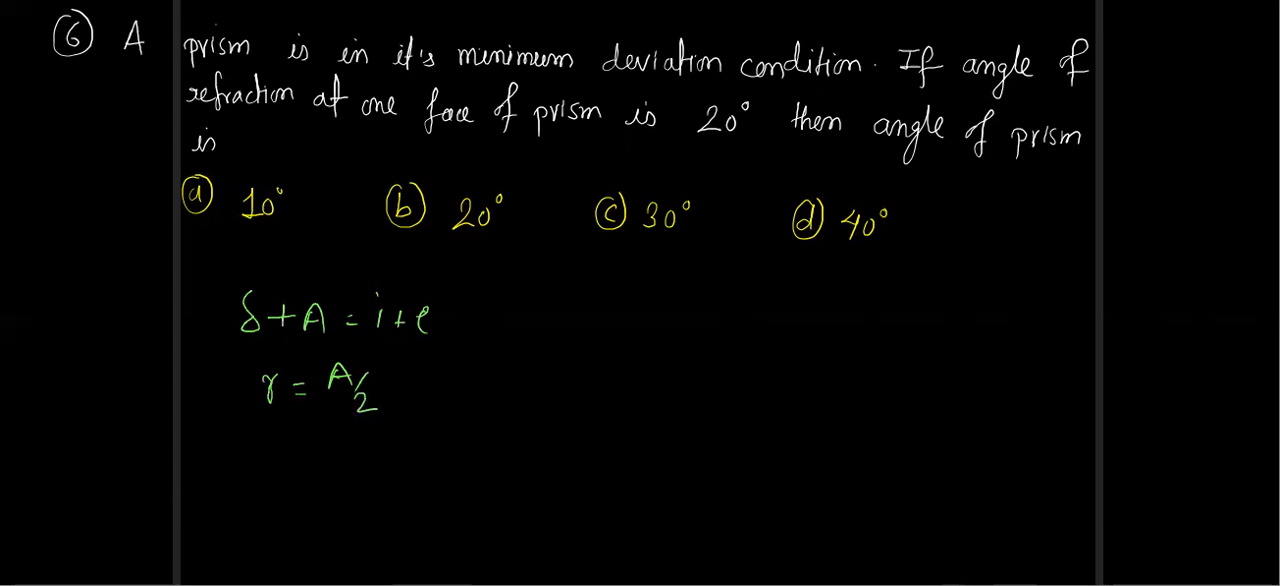 ⑥ A prism is in it's minimum deviation condition. If angle of
refraction at one face of prism is 20° then angle of prism
is
ⓐ 10° ⓑ 20° ⓒ 30° ⓓ 40°
δ + A = i + e
r = A/2